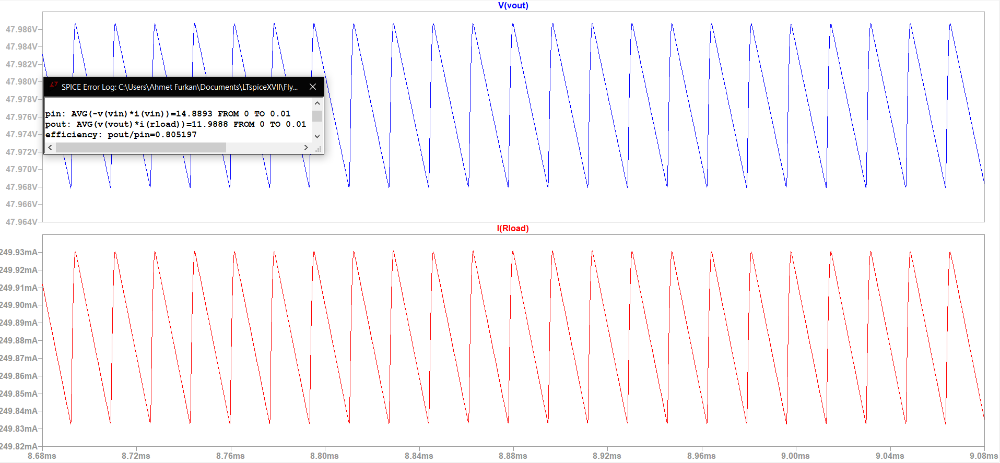 V(vout)
47.986V
47.984V
47.982V
47.980V
47.978V
47.976V
47.974V
47.972V
47.970V
47.968V
47.966V
47.964V
SPICE Error Log: C:\Users\Ahmet Furkan\Documents\LTspiceXVII\Fly...
pin: AVG(-v(vin)*i(vin))=14.8893 FROM 0 TO 0.01
pout: AVG(v(vout)*i(rload))=11.9888 FROM 0 TO 0.01
efficiency: pout/pin=0.805197
I(Rload)
249.93mA
249.92mA
249.91mA
249.90mA
249.89mA
249.88mA
249.87mA
249.86mA
249.85mA
249.84mA
249.83mA
249.82mA
8.68ms 8.72ms 8.76ms 8.80ms 8.84ms 8.88ms 8.92ms 8.96ms 9.00ms 9.04ms 9.08ms